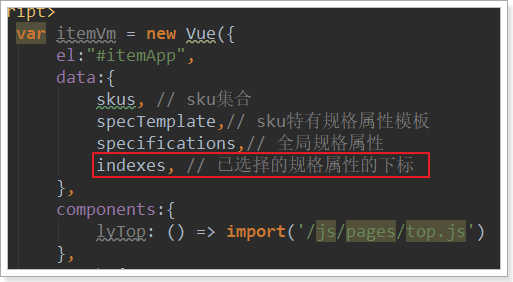 ript>
var itemVm = new Vue({
el:"#itemApp",
data:{
skus, // sku集合
specTemplate,// sku特有规格属性模板
specifications,// 全局规格属性
indexes, // 已选择的规格属性的下标
},
components:{
lyTop: () => import('/js/pages/top.js')
},